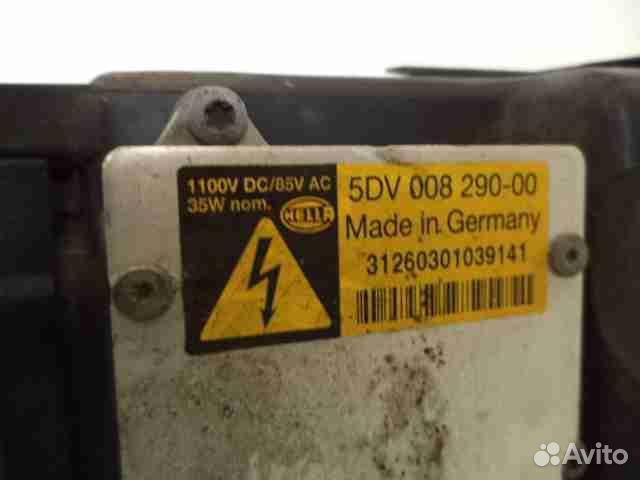 1100V DC/85V AC
35W nom.
HELLA
5DV 008 290-00
Made in Germany
31260301039141
Avito